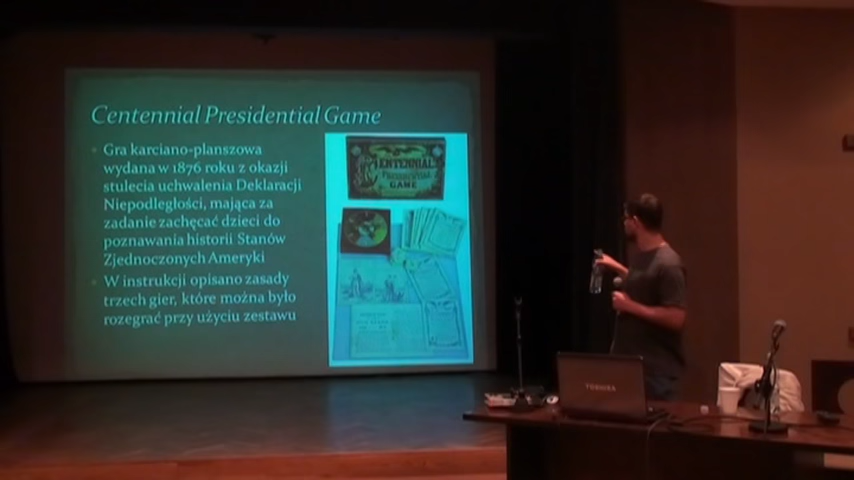 Centennial Presidential Game
Gra karciano-planszowa
wydana w 1876 roku z okazji
stulecia uchwalenia Deklaracji
Niepodległości, mająca za
zadanie zachęcać dzieci do
poznawania historii Stanów
Zjednoczonych Ameryki
W instrukcji opisano zasady
trzech gier, które można było
rozegrać przy użyciu zestawu
CENTENNIAL
PRESIDENTIAL
GAME
TOSHIBA